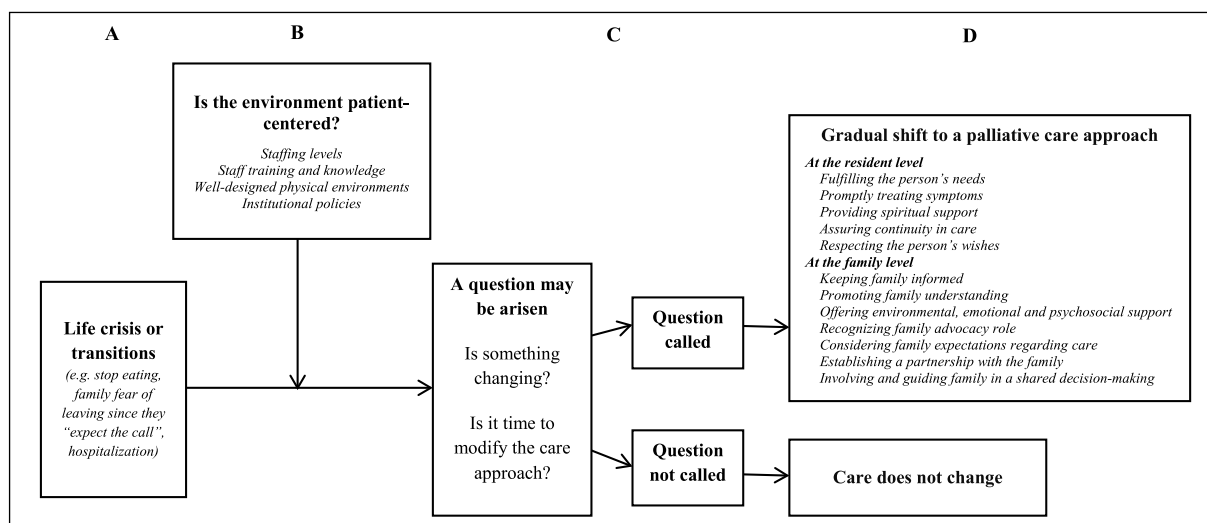 A
B
C
D
Is the environment patient-
centered?
Staffing levels
Staff training and knowledge
Well-designed physical environments
Institutional policies
Life crisis or
transitions
(e.g. stop eating,
family fear of
leaving since they
“expect the call”,
hospitalization)
A question may
be arisen
Is something
changing?
Is it time to
modify the care
approach?
Question
called
Question
not called
Gradual shift to a palliative care approach
At the resident level
Fulfilling the person’s needs
Promptly treating symptoms
Providing spiritual support
Assuring continuity in care
Respecting the person’s wishes
At the family level
Keeping family informed
Promoting family understanding
Offering environmental, emotional and psychosocial support
Recognizing family advocacy role
Considering family expectations regarding care
Establishing a partnership with the family
Involving and guiding family in a shared decision-making
Care does not change